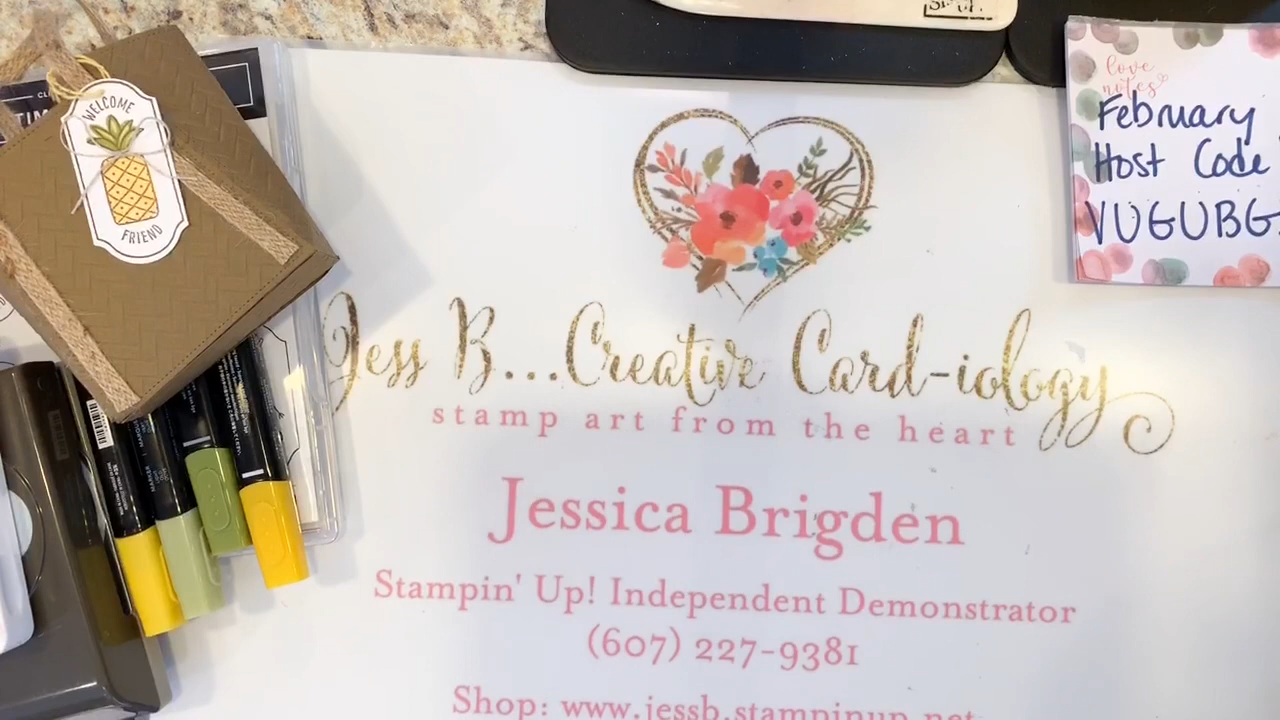 WELCOME
FRIEND
love
notes
February
Host Code
Jess B...Creative Card-iology
stamp art from the heart
Jessica Brigden
Stampin' Up! Independent Demonstrator
(607) 227-9381
Shop: www.jessb.stampinup.net